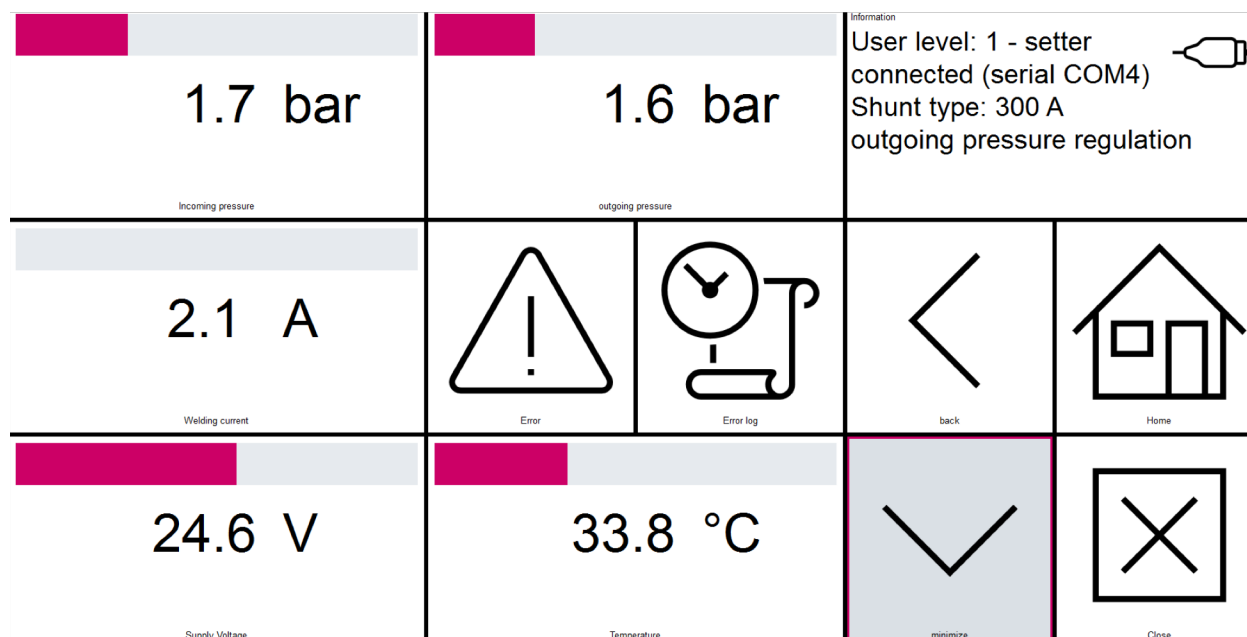 1.7 bar
Incoming pressure
1.6 bar
outgoing pressure
Information
User level: 1 - setter
connected (serial COM4)
Shunt type: 300 A
outgoing pressure regulation
2.1 A
Welding current
Error
Error log
back
Home
24.6 V
Supply Voltage
33.8 °C
Temperature
minimize
Close